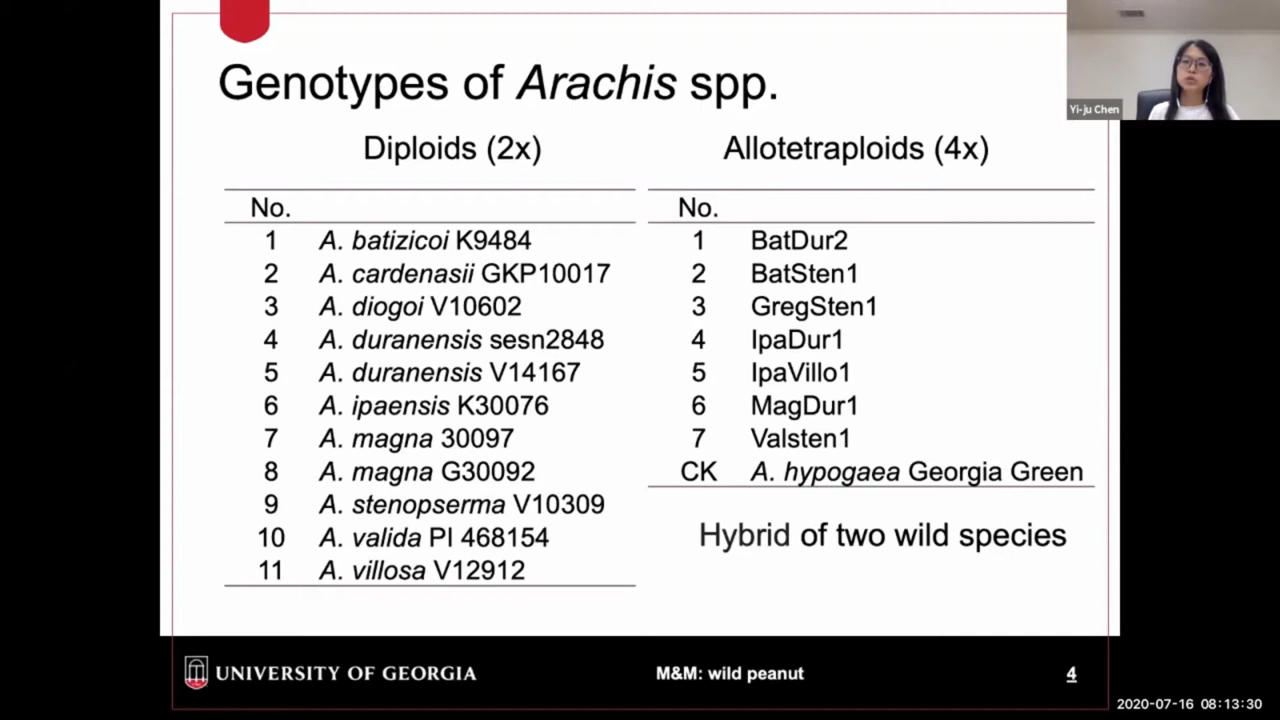 Genotypes of Arachis spp.
Yi-ju Chen
Diploids (2x)
No.
1 A. batizicoi K9484
2 A. cardenasii GKP10017
3 A. diogoi V10602
4 A. duranensis sesn2848
5 A. duranensis V14167
6 A. ipaensis K30076
7 A. magna 30097
8 A. magna G30092
9 A. stenopserma V10309
10 A. valida PI 468154
11 A. villosa V12912
Allotetraploids (4x)
No.
1 BatDur2
2 BatSten1
3 GregSten1
4 IpaDur1
5 IpaVillo1
6 MagDur1
7 Valsten1
CK A. hypogaea Georgia Green
Hybrid of two wild species
UNIVERSITY OF GEORGIA
M&M: wild peanut
4
2020-07-16 08:13:30